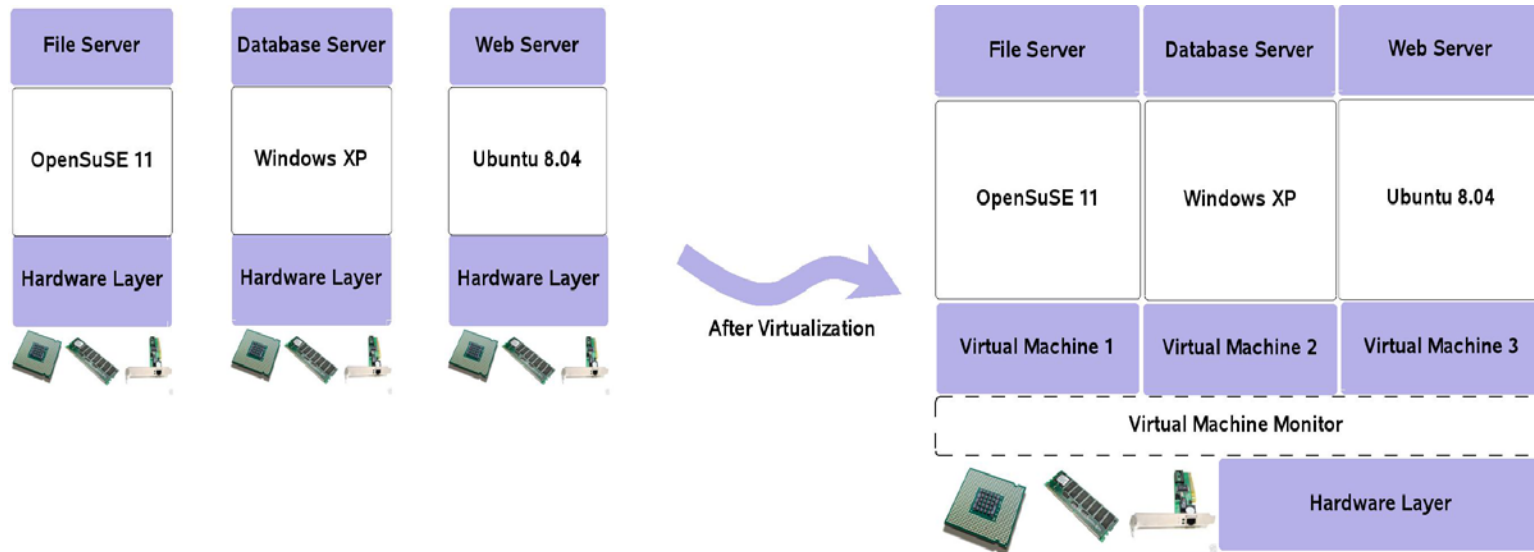 File Server
Database Server
Web Server
OpenSuSE 11
Windows XP
Ubuntu 8.04
Hardware Layer
Hardware Layer
Hardware Layer
After Virtualization
File Server
Database Server
Web Server
OpenSuSE 11
Windows XP
Ubuntu 8.04
Virtual Machine 1
Virtual Machine 2
Virtual Machine 3
Virtual Machine Monitor
Hardware Layer